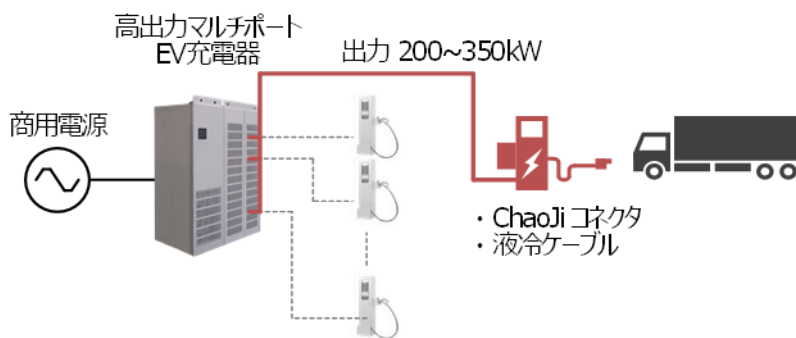 高出力マルチポート
EV充電器
出力 200~350kW
商用電源
・ChaoJi コネクタ
・液冷ケーブル